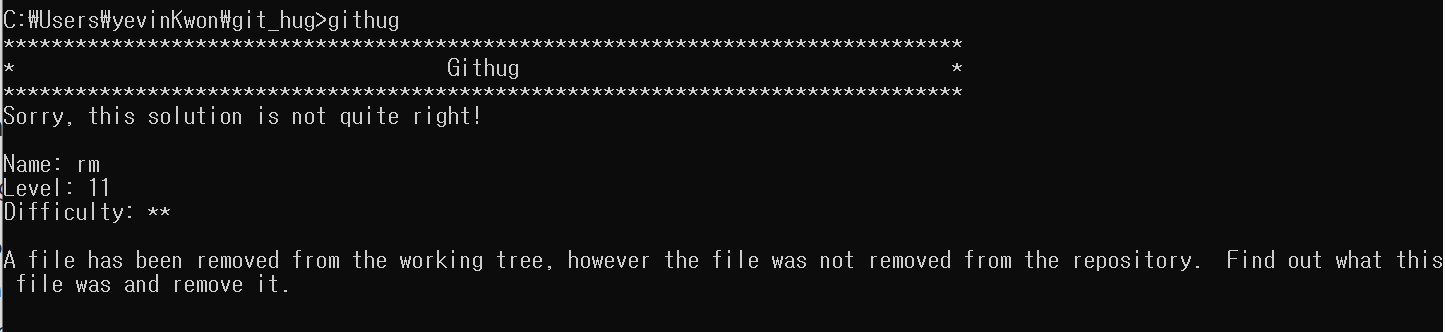 C:₩Users₩yevinKwon₩git_hug>githug
********************************************************************************
*                                    Githug                                    *
********************************************************************************
Sorry, this solution is not quite right!
Name: rm
Level: 11
Difficulty: **
A file has been removed from the working tree, however the file was not removed from the repository.  Find out what this
 file was and remove it.